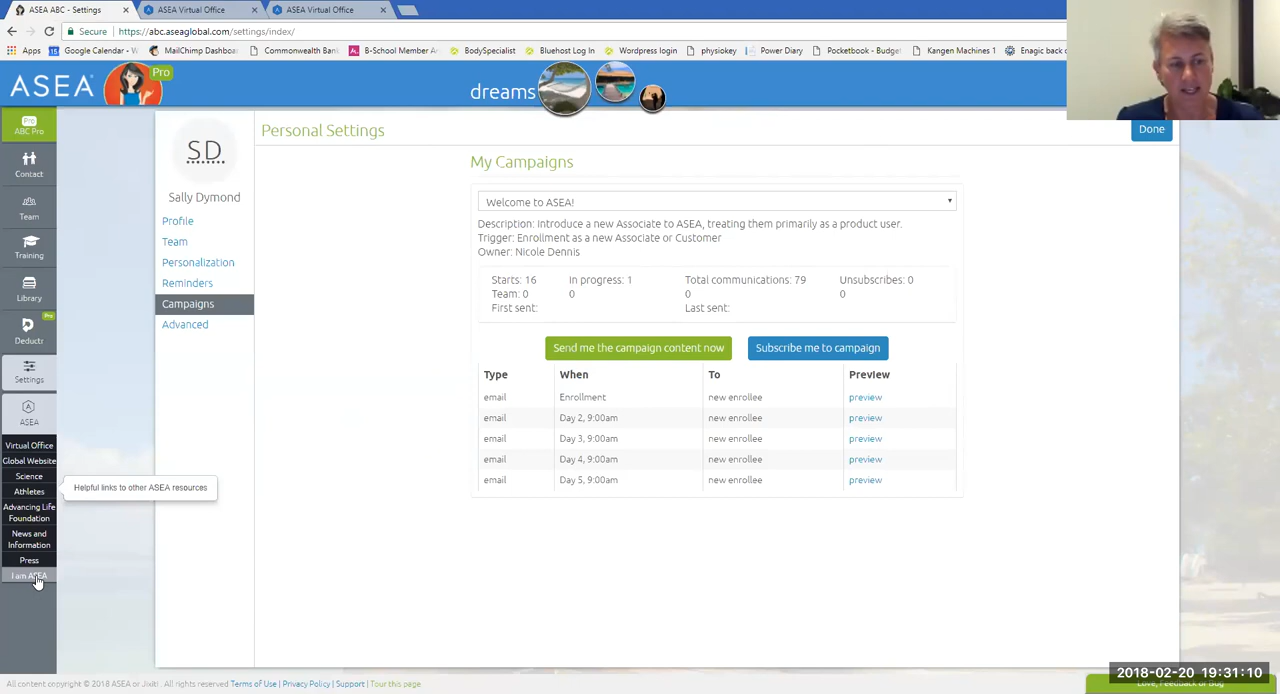 ASEA ABC - Settings
ASEA Virtual Office
ASEA Virtual Office
Secure https://abc.aseaglobal.com/settings/index/
Apps Google Calendar - W MailChimp Dashboar Commonwealth Bank B-School Member A BodySpecialist Bluehost Log In Wordpress login physiokey Power Diary Pocketbook - Budget Kangen Machines 1 Enagic back o
ASEA
Pro
dreams
Pro
ABC Pro
Contact
Team
Training
Library
Pro
Deductr
Settings
ASEA
Virtual Office
Global Website
Science
Athletes
Advancing Life
Foundation
News and
Information
Press
I am ASEA
Helpful links to other ASEA resources
SD
Sally Dymond
Profile
Team
Personalization
Reminders
Campaigns
Advanced
Personal Settings
Done
My Campaigns
Welcome to ASEA!
Description: Introduce a new Associate to ASEA, treating them primarily as a product user.
Trigger: Enrollment as a new Associate or Customer
Owner: Nicole Dennis
Starts: 16 In progress: 1 Total communications: 79 Unsubscribes: 0
Team: 0 0 0 0
First sent: Last sent:
Send me the campaign content now
Subscribe me to campaign
Type When To Preview
email Enrollment new enrollee preview
email Day 2, 9:00am new enrollee preview
email Day 3, 9:00am new enrollee preview
email Day 4, 9:00am new enrollee preview
email Day 5, 9:00am new enrollee preview
All content copyright © 2018 ASEA or Jixiti. All rights reserved Terms of Use | Privacy Policy | Support | Tour this page
2018-02-20 19:31:10